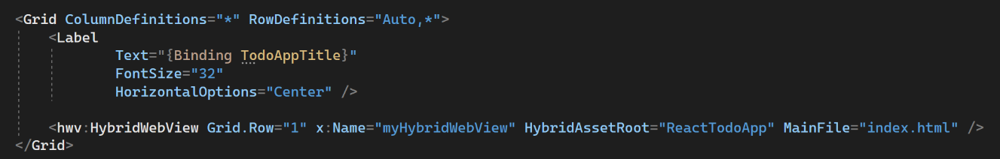 <Grid ColumnDefinitions="*" RowDefinitions="Auto,*">
<Label
Text="{Binding TodoAppTitle}"
FontSize="32"
HorizontalOptions="Center" />
<hwv:HybridWebView Grid.Row="1" x:Name="myHybridWebView" HybridAssetRoot="ReactTodoApp" MainFile="index.html" />
</Grid>